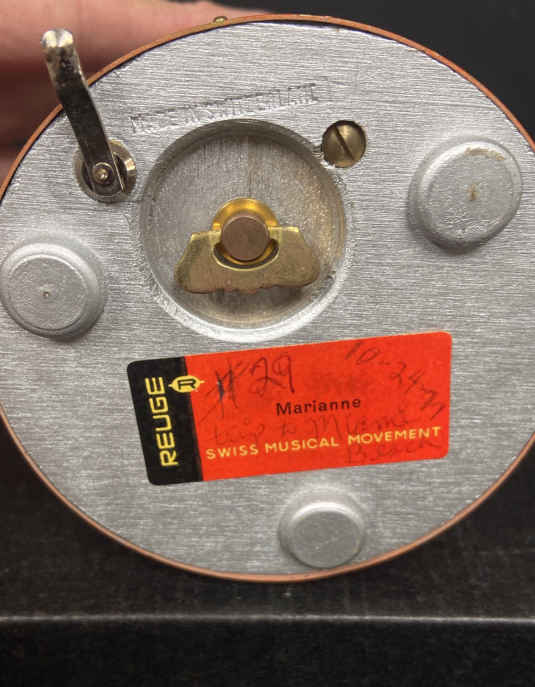 MADE IN SWITZERLAND
REUGE
R
#29
10-24-71
Marianne
trip to Miami
SWISS MUSICAL MOVEMENT
Beach